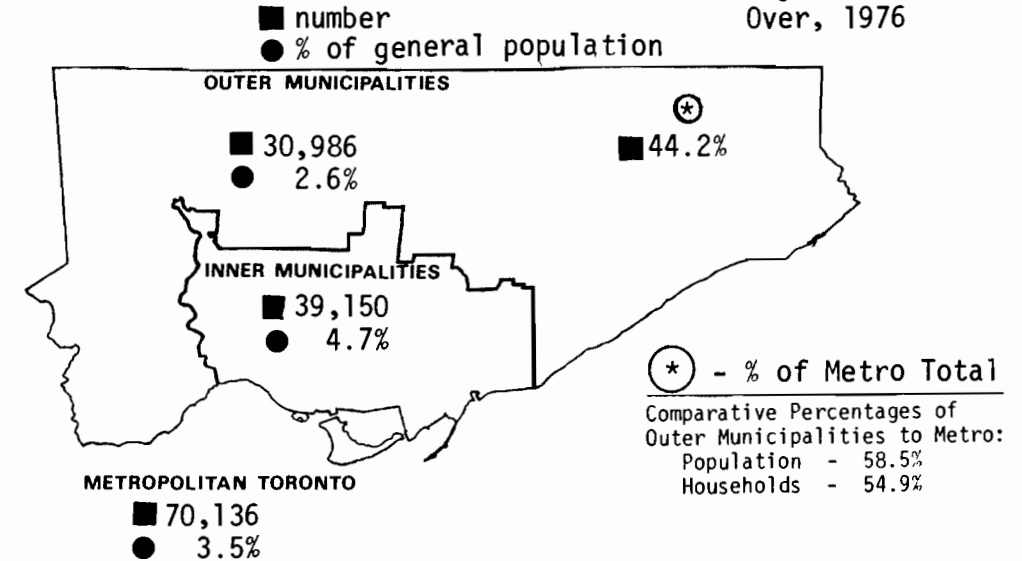 ■ number
Over, 1976
● % of general population
OUTER MUNICIPALITIES
■ 30,986
● 2.6%
*
■ 44.2%
INNER MUNICIPALITIES
■ 39,150
● 4.7%
* - % of Metro Total
Comparative Percentages of
Outer Municipalities to Metro:
Population - 58.5%
Households - 54.9%
METROPOLITAN TORONTO
■ 70,136
● 3.5%